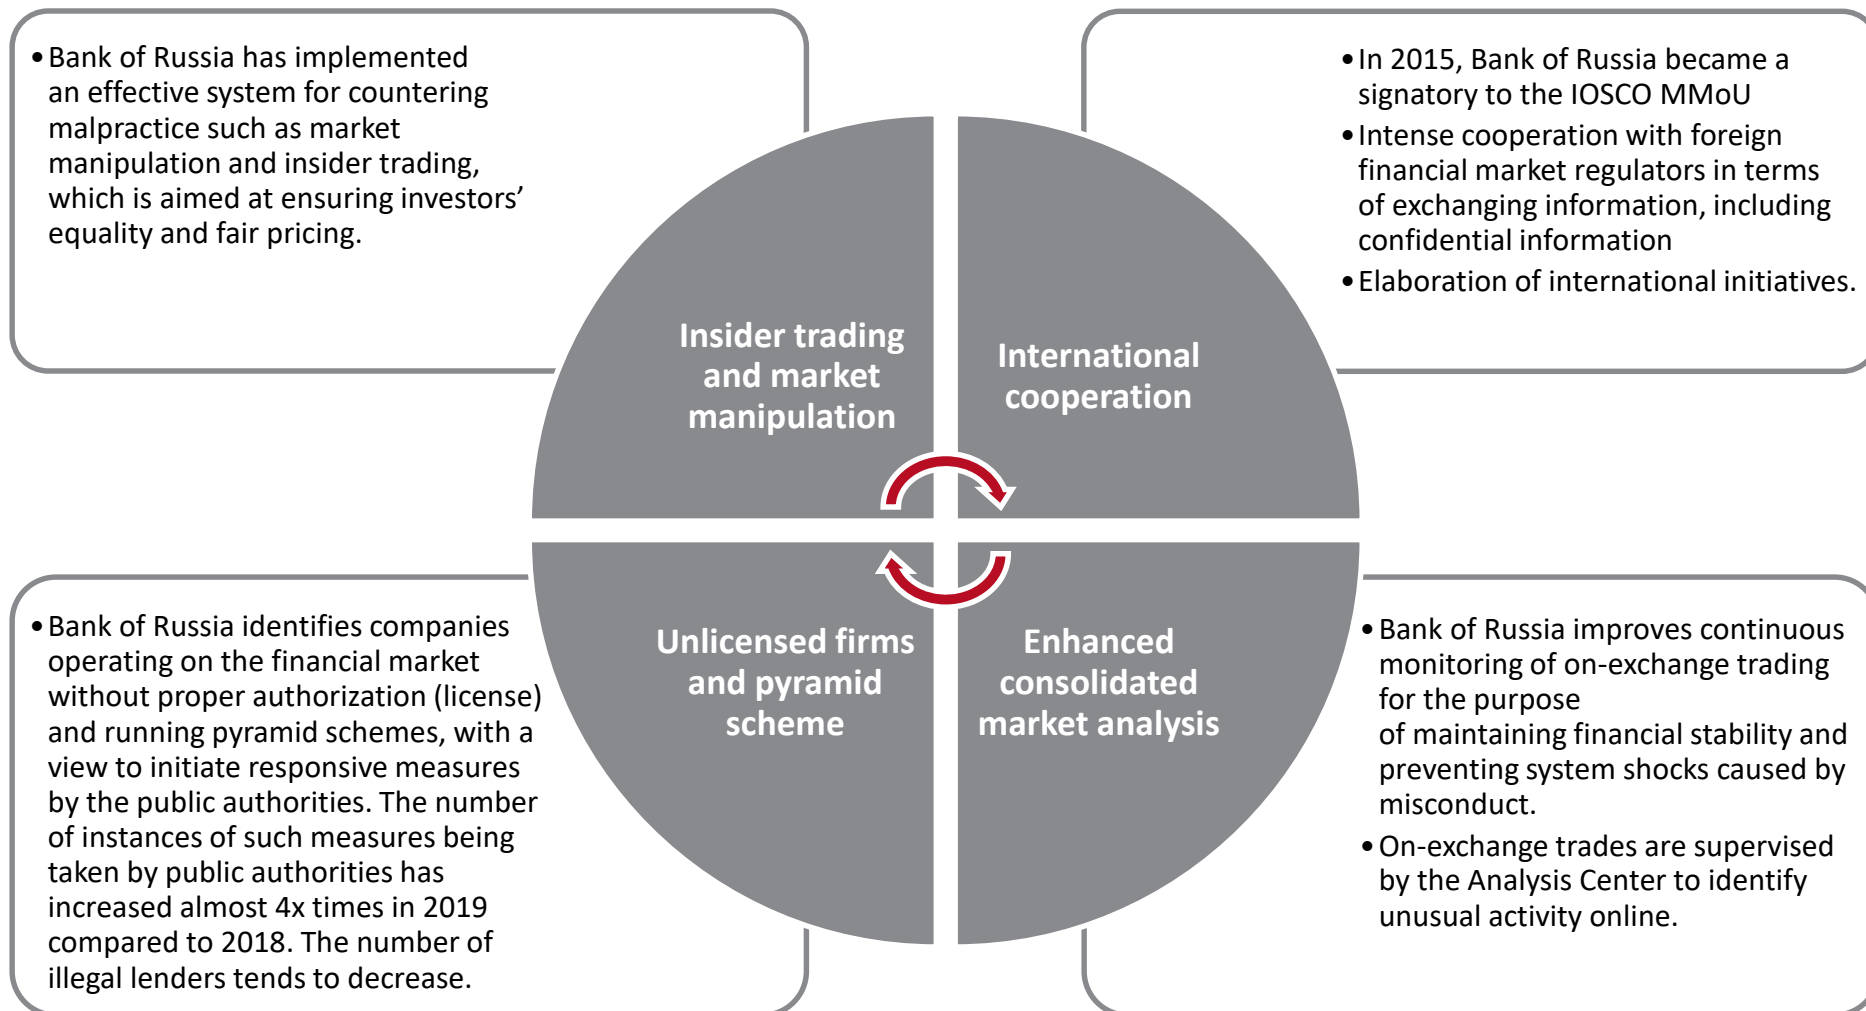 •Bank of Russia has implemented
an effective system for countering
malpractice such as market
manipulation and insider trading,
which is aimed at ensuring investors’
equality and fair pricing.
•In 2015, Bank of Russia became a
signatory to the IOSCO MMoU
•Intense cooperation with foreign
financial market regulators in terms
of exchanging information, including
confidential information
•Elaboration of international initiatives.
Insider trading
and market
manipulation
International
cooperation
Unlicensed firms
and pyramid
scheme
Enhanced
consolidated
market analysis
•Bank of Russia identifies companies
operating on the financial market
without proper authorization (license)
and running pyramid schemes, with a
view to initiate responsive measures
by the public authorities. The number
of instances of such measures being
taken by public authorities has
increased almost 4x times in 2019
compared to 2018. The number of
illegal lenders tends to decrease.
•Bank of Russia improves continuous
monitoring of on-exchange trading
for the purpose
of maintaining financial stability and
preventing system shocks caused by
misconduct.
•On-exchange trades are supervised
by the Analysis Center to identify
unusual activity online.